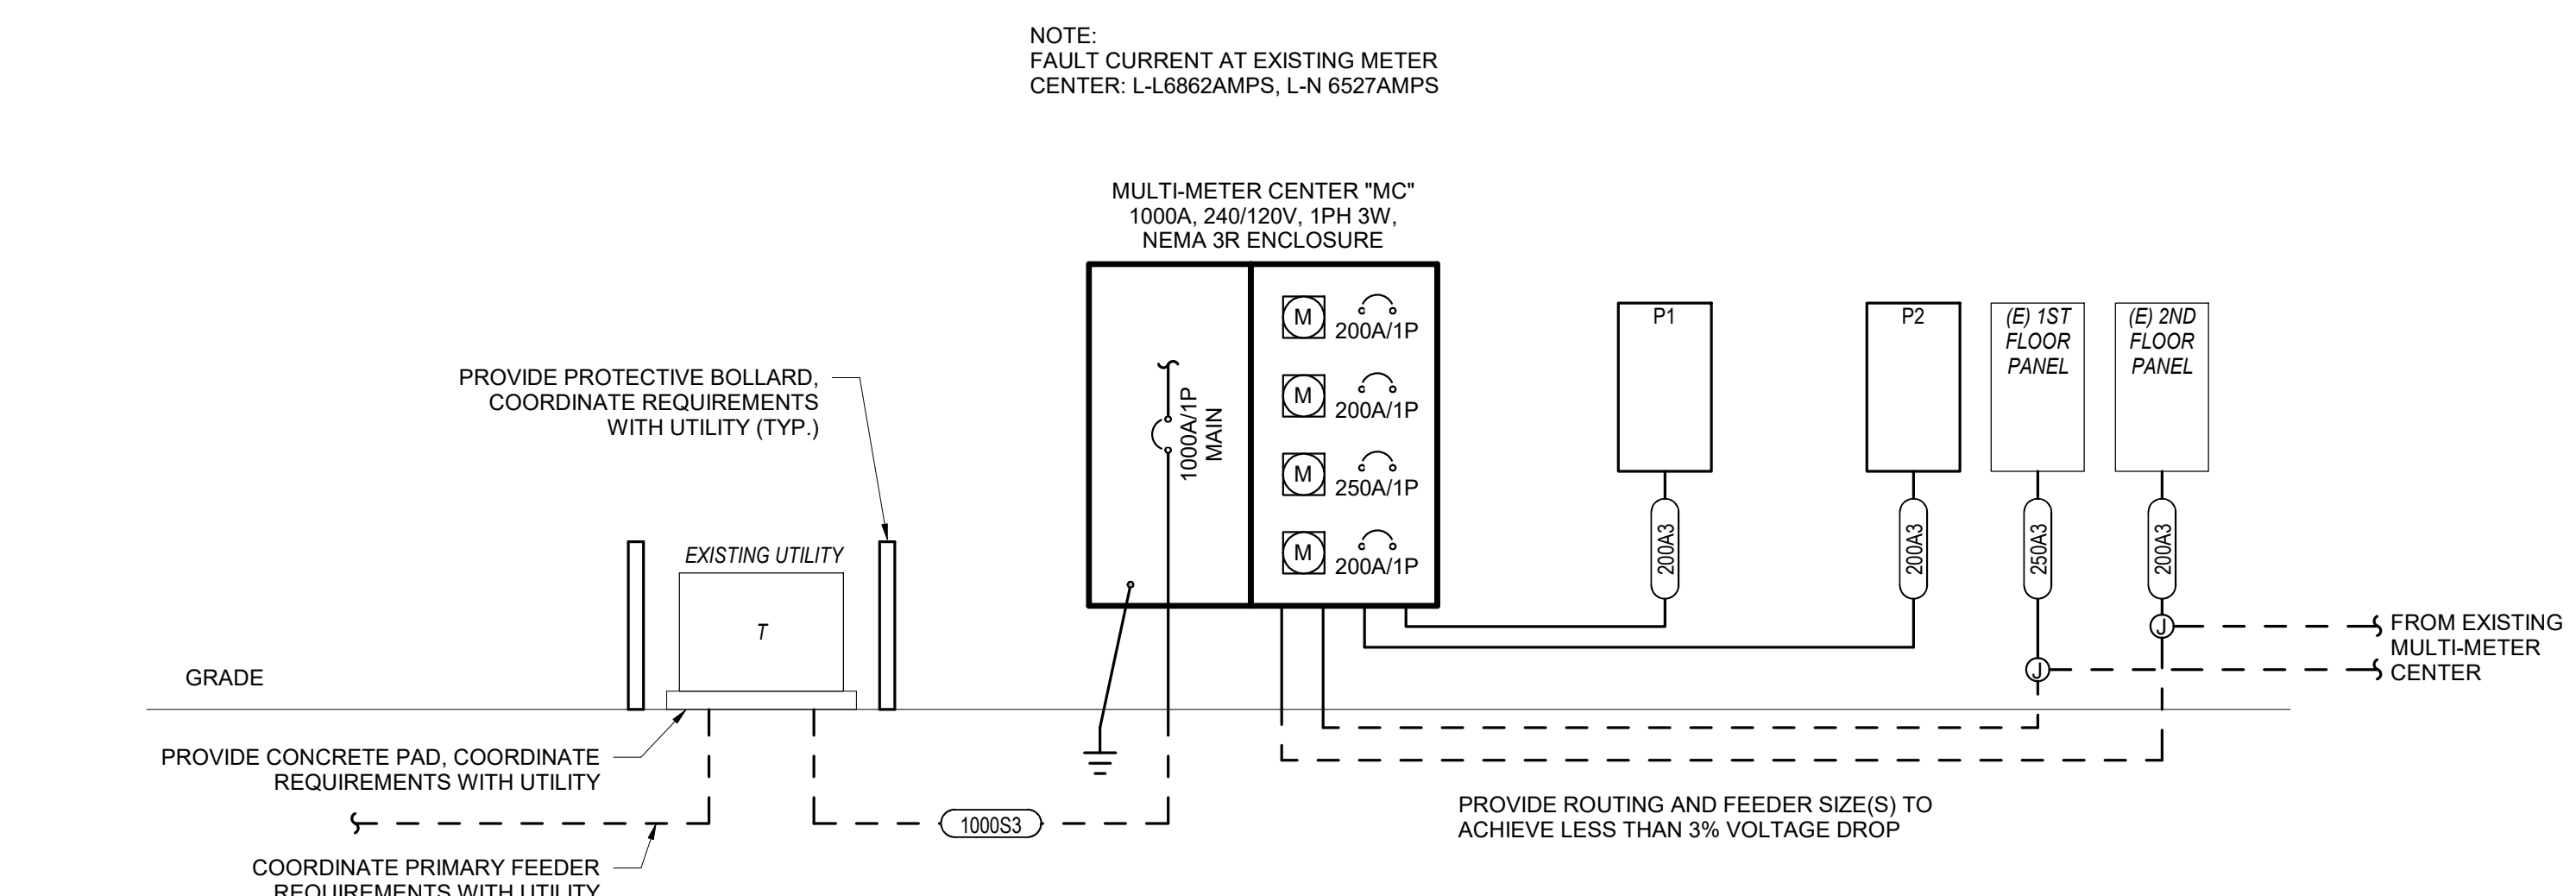 NOTE:
FAULT CURRENT AT EXISTING METER
CENTER: L-L6862AMPS, L-N 6527AMPS
MULTI-METER CENTER "MC"
1000A, 240/120V, 1PH 3W,
NEMA 3R ENCLOSURE
M
200A/1P
M
200A/1P
M
250A/1P
M
200A/1P
1000A/1P
MAIN
P1
P2
(E) 1ST
FLOOR
PANEL
(E) 2ND
FLOOR
PANEL
200A3
200A3
250A3
200A3
J
J
FROM EXISTING
MULTI-METER
CENTER
PROVIDE PROTECTIVE BOLLARD,
COORDINATE REQUIREMENTS
WITH UTILITY (TYP.)
EXISTING UTILITY
T
GRADE
PROVIDE CONCRETE PAD, COORDINATE
REQUIREMENTS WITH UTILITY
1000S3
PROVIDE ROUTING AND FEEDER SIZE(S) TO
ACHIEVE LESS THAN 3% VOLTAGE DROP
COORDINATE PRIMARY FEEDER
REQUIREMENTS WITH UTILITY